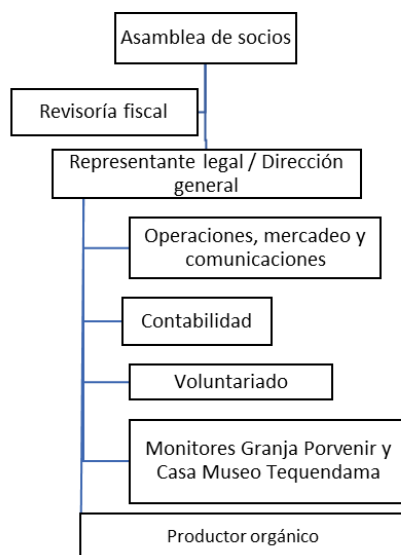 Asamblea de socios
Revisoría fiscal
Representante legal / Dirección
general
Operaciones, mercadeo y
comunicaciones
Contabilidad
Voluntariado
Monitores Granja Porvenir y
Casa Museo Tequendama
Productor orgánico